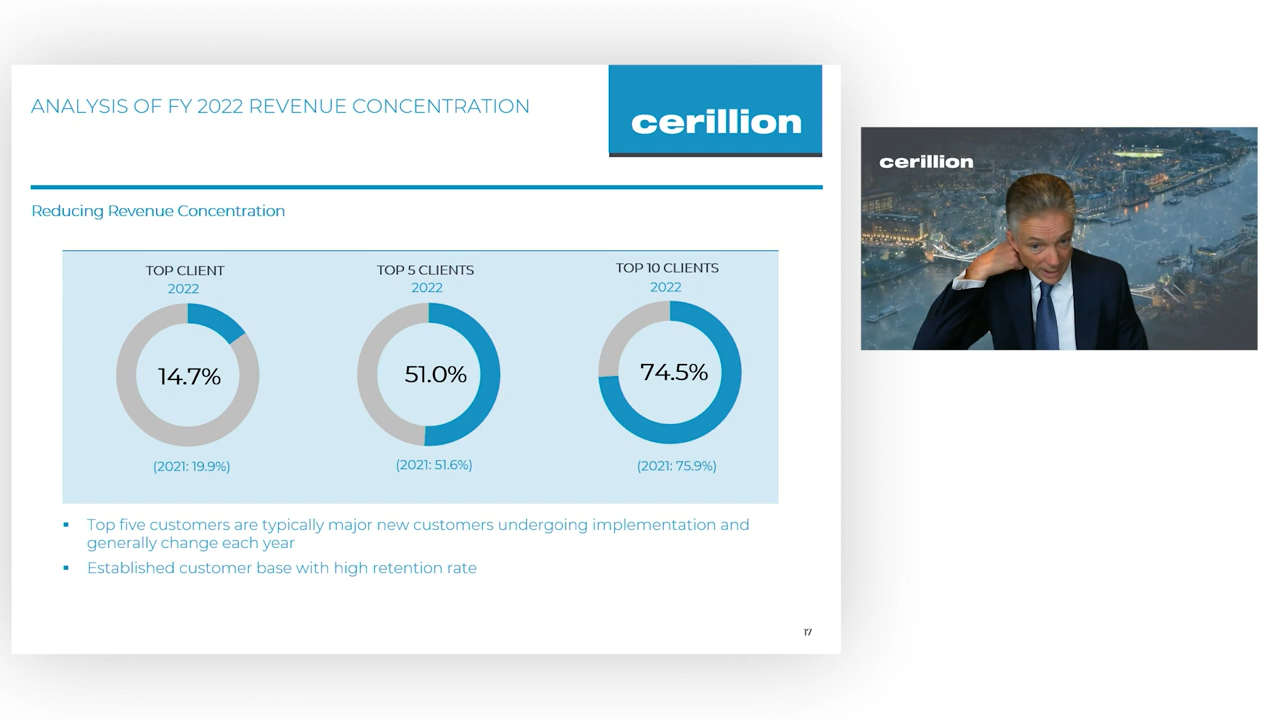 ANALYSIS OF FY 2022 REVENUE CONCENTRATION
cerillion
Reducing Revenue Concentration
TOP CLIENT
2022
14.7%
(2021: 19.9%)
TOP 5 CLIENTS
2022
51.0%
(2021: 51.6%)
TOP 10 CLIENTS
2022
74.5%
(2021: 75.9%)
▪ Top five customers are typically major new customers undergoing implementation and
generally change each year
▪ Established customer base with high retention rate
17
cerillion